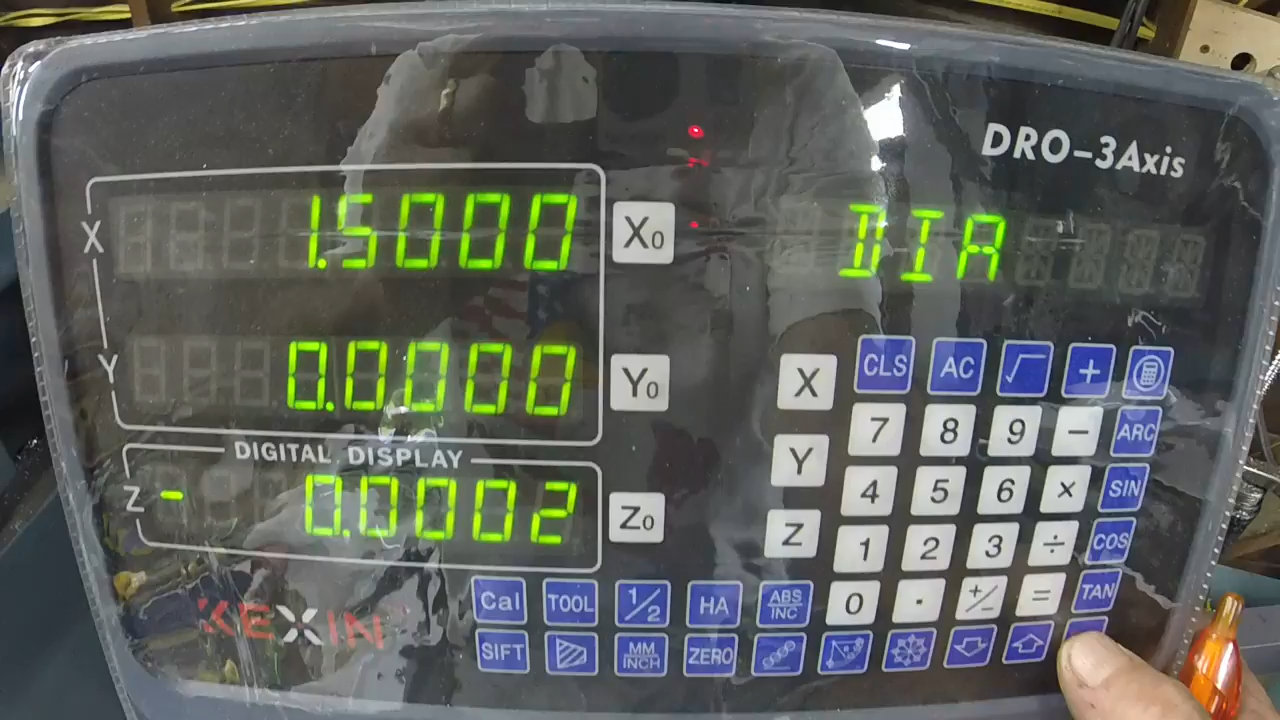 DRO-3Axis
X 1.5000 X0 DIA
Y 0.0000 Y0
DIGITAL DISPLAY
Z - 0.0002 Z0
X CLS AC √ +
7 8 9 - ARC
Y 4 5 6 × SIN
Z 1 2 3 ÷ COS
Cal TOOL 1/2 HA ABS/INC 0 . +/- = TAN
SIFT MM/INCH ZERO
KEXIN